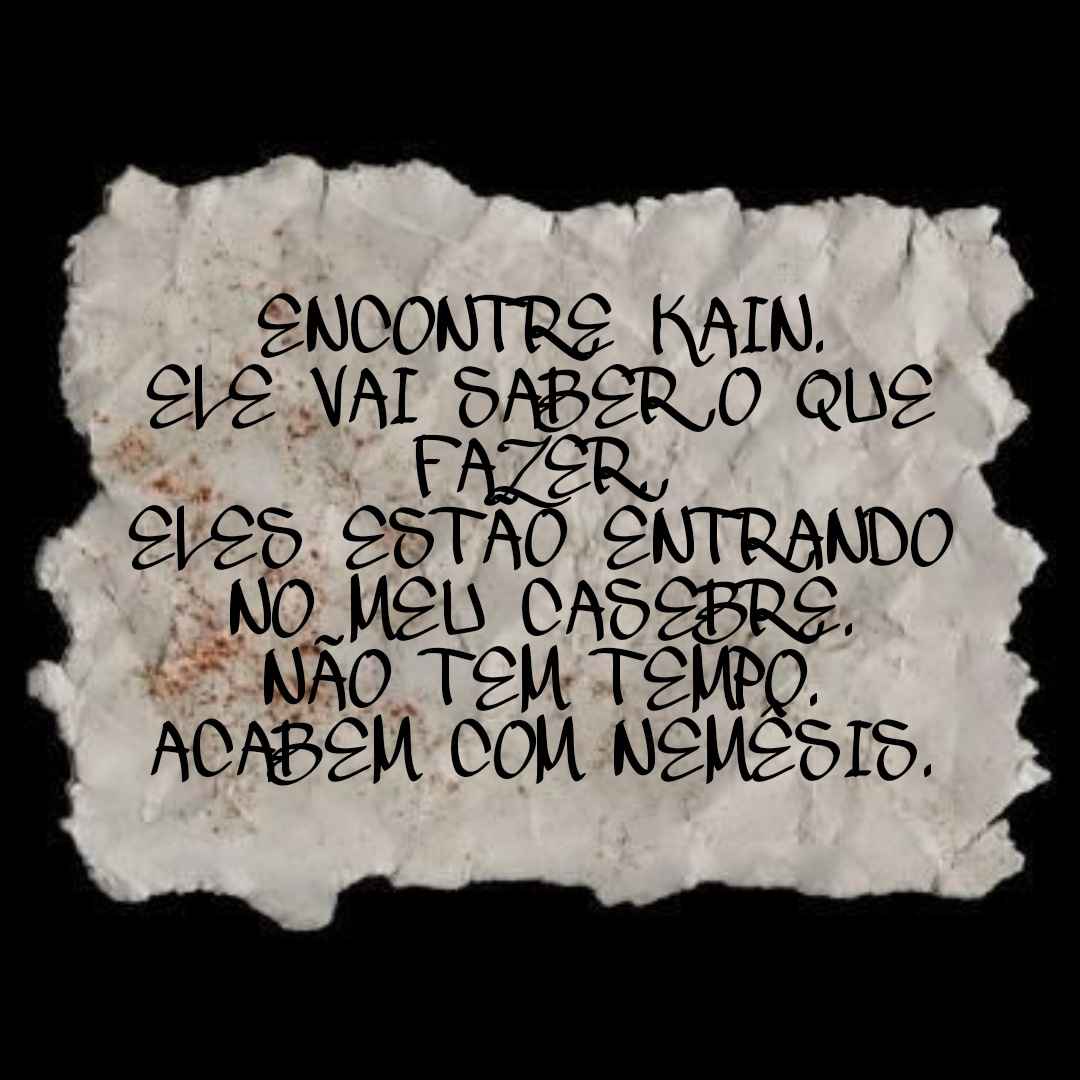 ENCONTRE KAIN.
ELE VAI SABER O QUE
FAZER.
ELES ESTÃO ENTRANDO
NO MEU CASEBRE.
NÃO TEM TEMPO.
ACABEM COM NEMÊSIS.